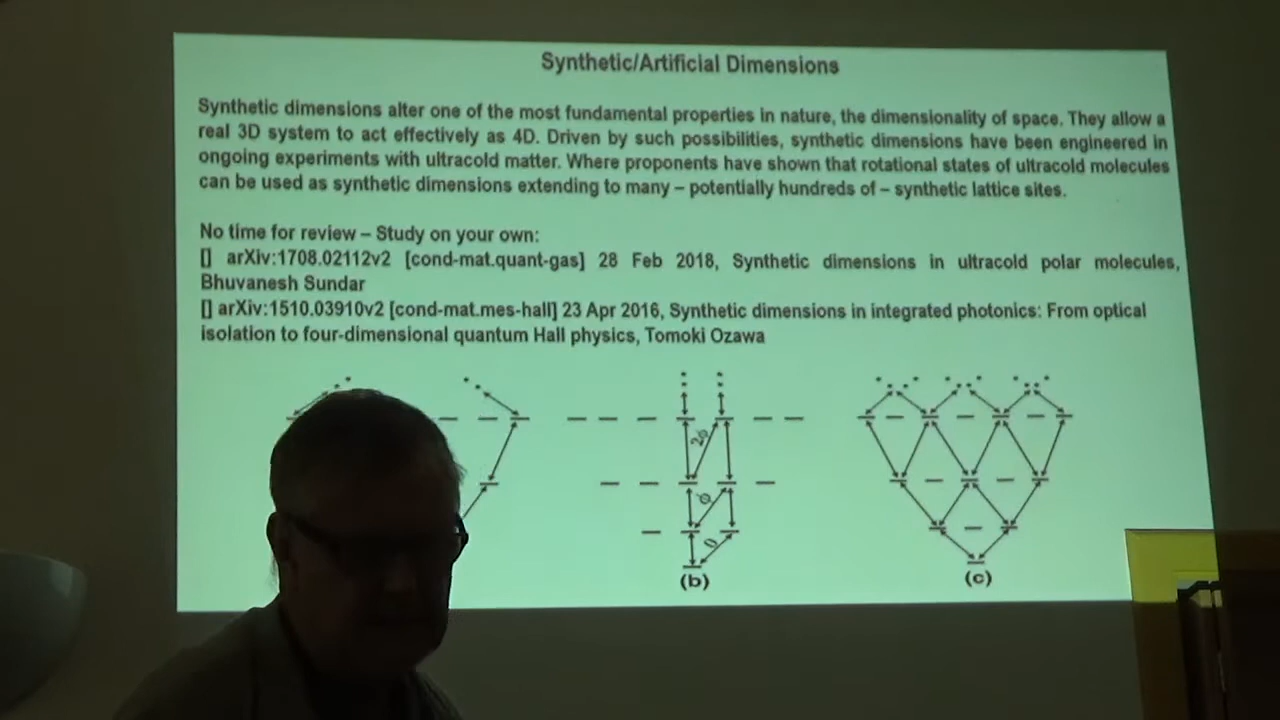 Synthetic/Artificial Dimensions
Synthetic dimensions alter one of the most fundamental properties in nature, the dimensionality of space. They allow a
real 3D system to act effectively as 4D. Driven by such possibilities, synthetic dimensions have been engineered in
ongoing experiments with ultracold matter. Where proponents have shown that rotational states of ultracold molecules
can be used as synthetic dimensions extending to many – potentially hundreds of – synthetic lattice sites.
No time for review – Study on your own:
[] arXiv:1708.02112v2 [cond-mat.quant-gas] 28 Feb 2018, Synthetic dimensions in ultracold polar molecules,
Bhuvanesh Sundar
[] arXiv:1510.03910v2 [cond-mat.mes-hall] 23 Apr 2016, Synthetic dimensions in integrated photonics: From optical
isolation to four-dimensional quantum Hall physics, Tomoki Ozawa
2ϕ
ϕ
0
(b)
(c)